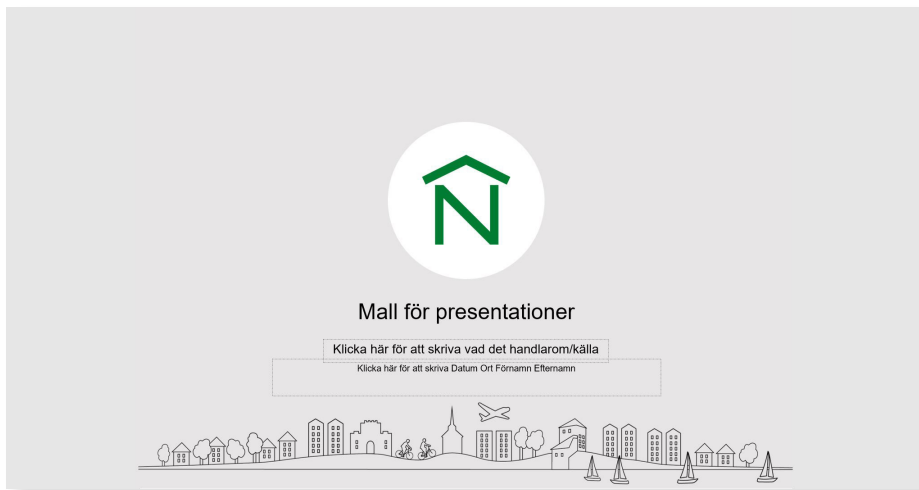 N
Mall för presentationer
Klicka här för att skriva vad det handlarom/källa
Klicka här för att skriva Datum Ort Förnamn Efternamn